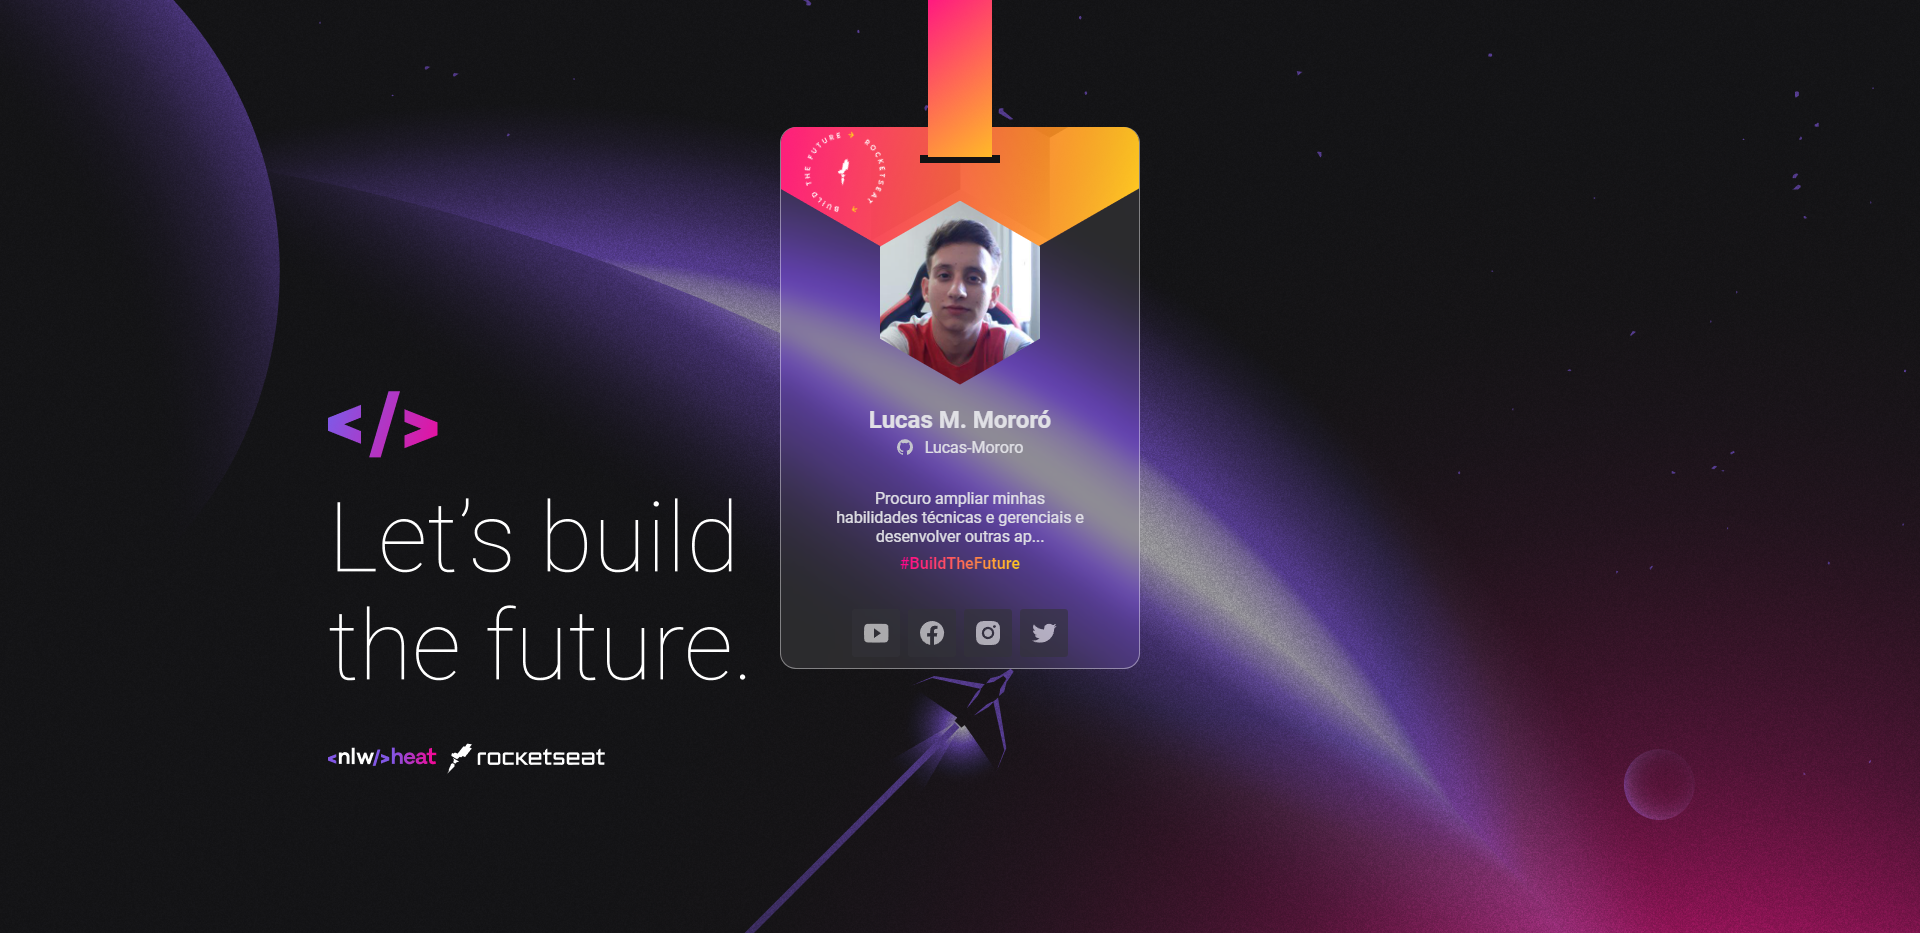 BUILD THE FUTURE → ROCKETSEAT →
Lucas M. Mororó
Lucas-Mororo
Procuro ampliar minhas
habilidades técnicas e gerenciais e
desenvolver outras ap...
#BuildTheFuture
</>
Let’s build
the future.
<nlw/>heat rocketseat